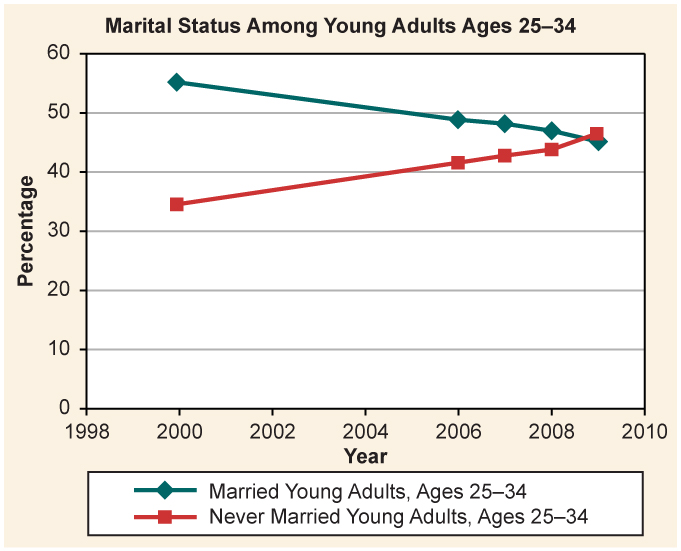 Marital Status Among Young Adults Ages 25–34
60
50
40
30
20
10
0
Percentage
1998 2000 2002 2004 2006 2008 2010
Year
Married Young Adults, Ages 25–34
Never Married Young Adults, Ages 25–34